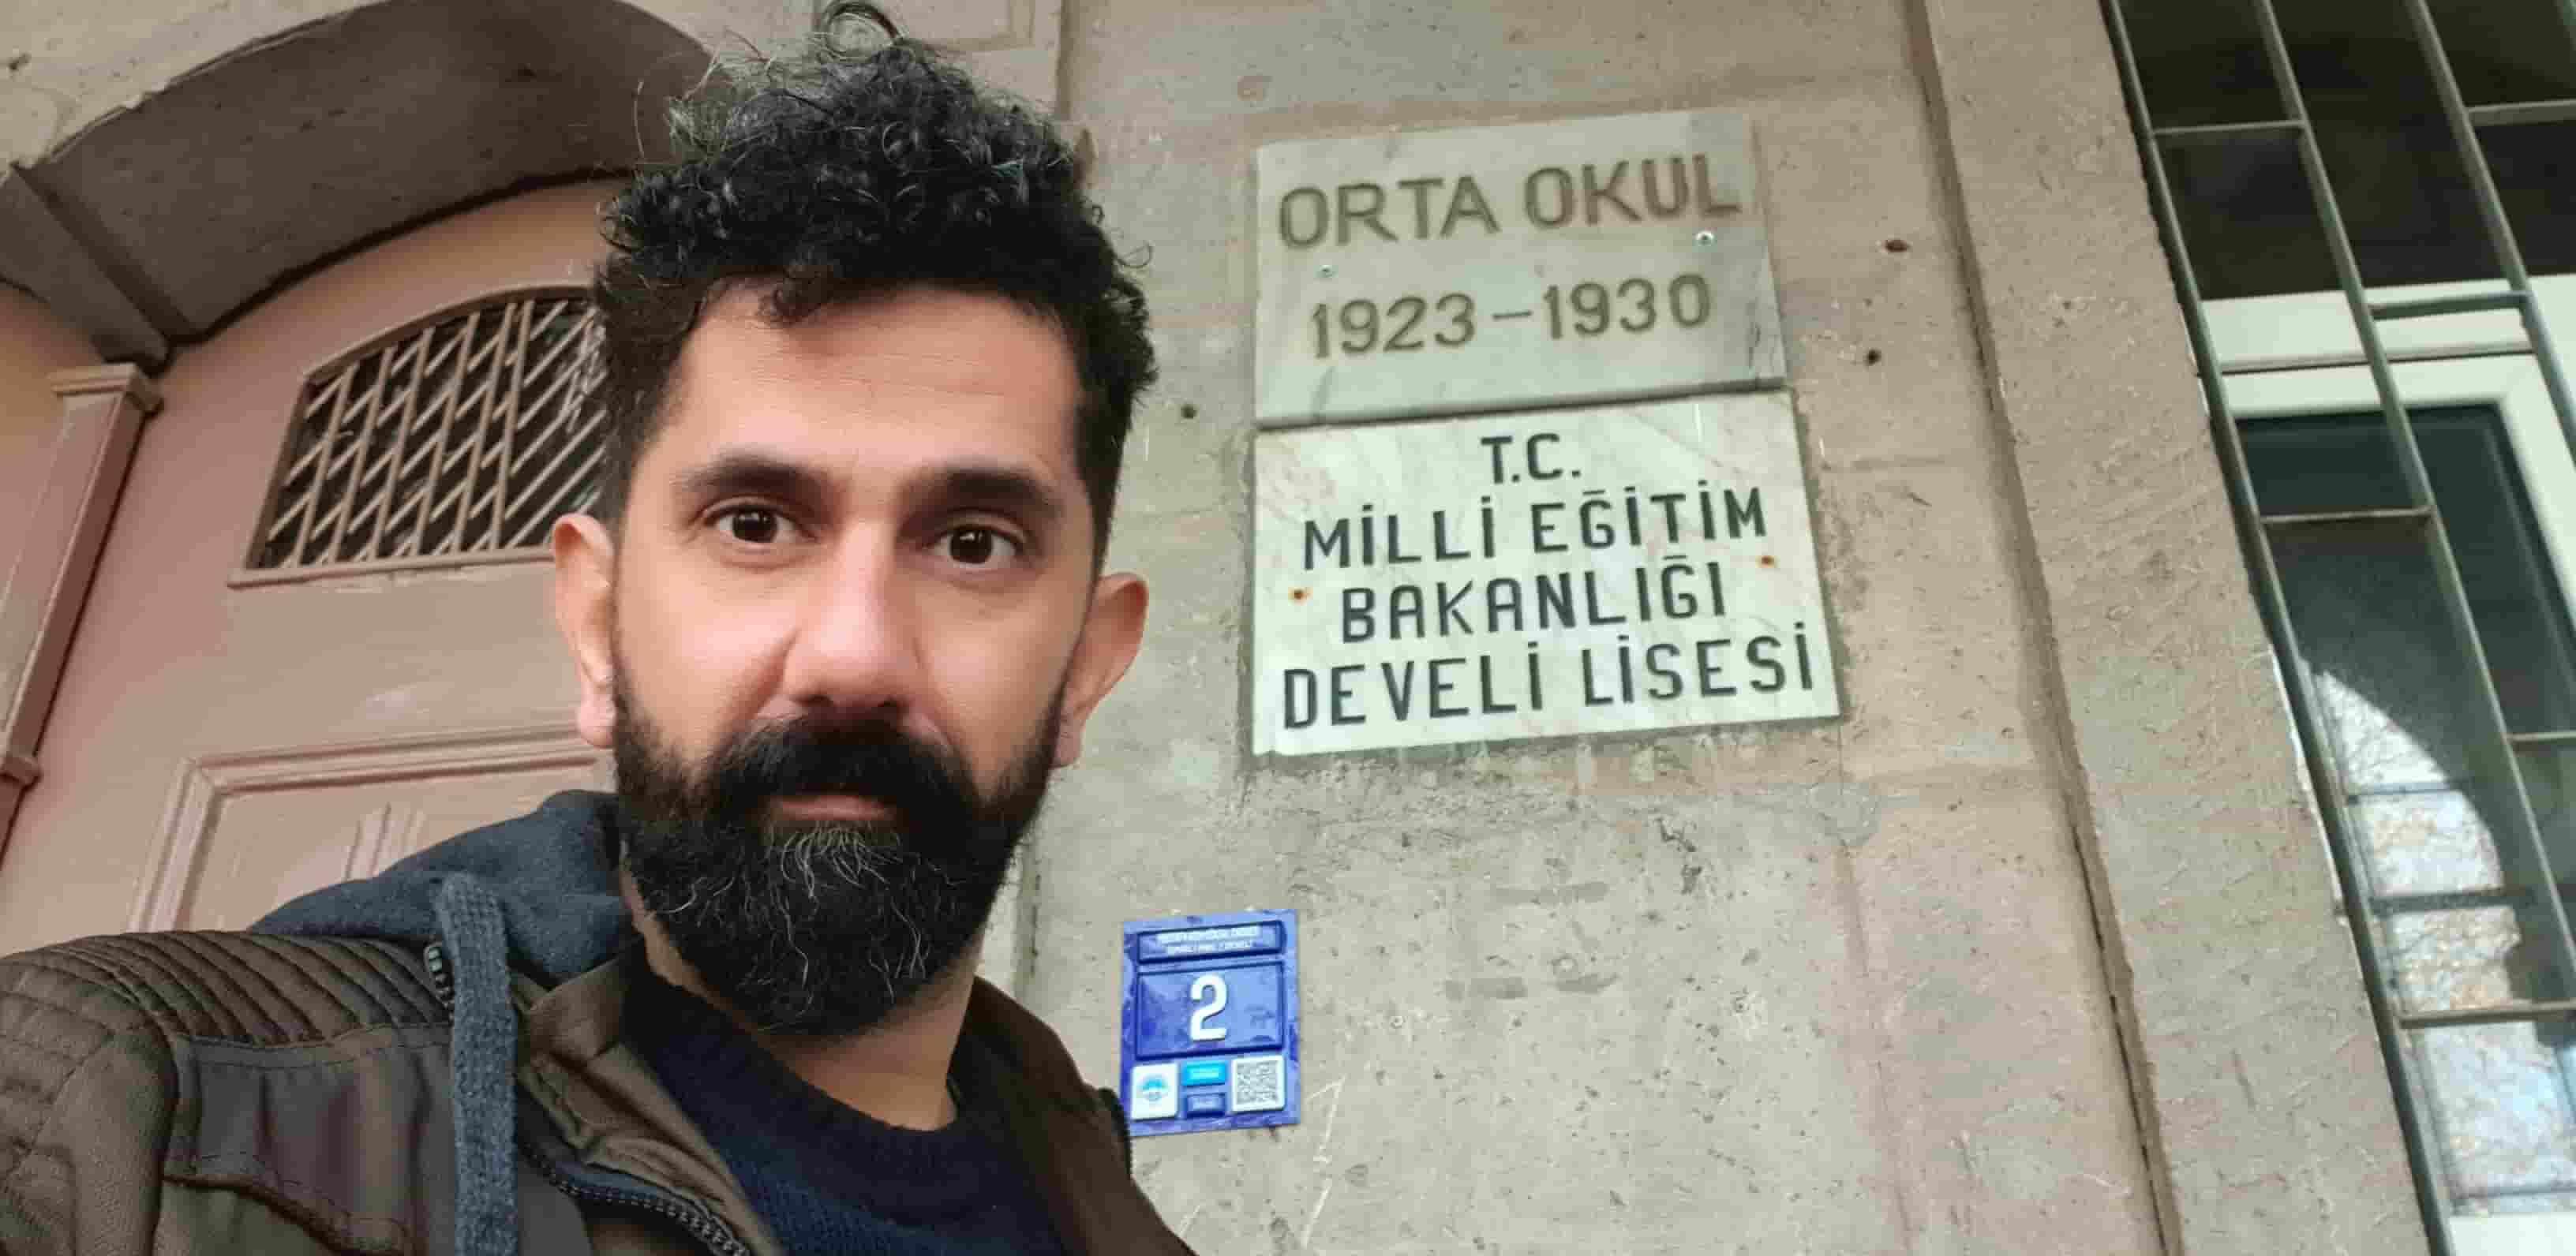 ORTA OKUL
1923-1930
T.C.
MİLLİ EĞİTİM
BAKANLIĞI
DEVELİ LİSESİ
2